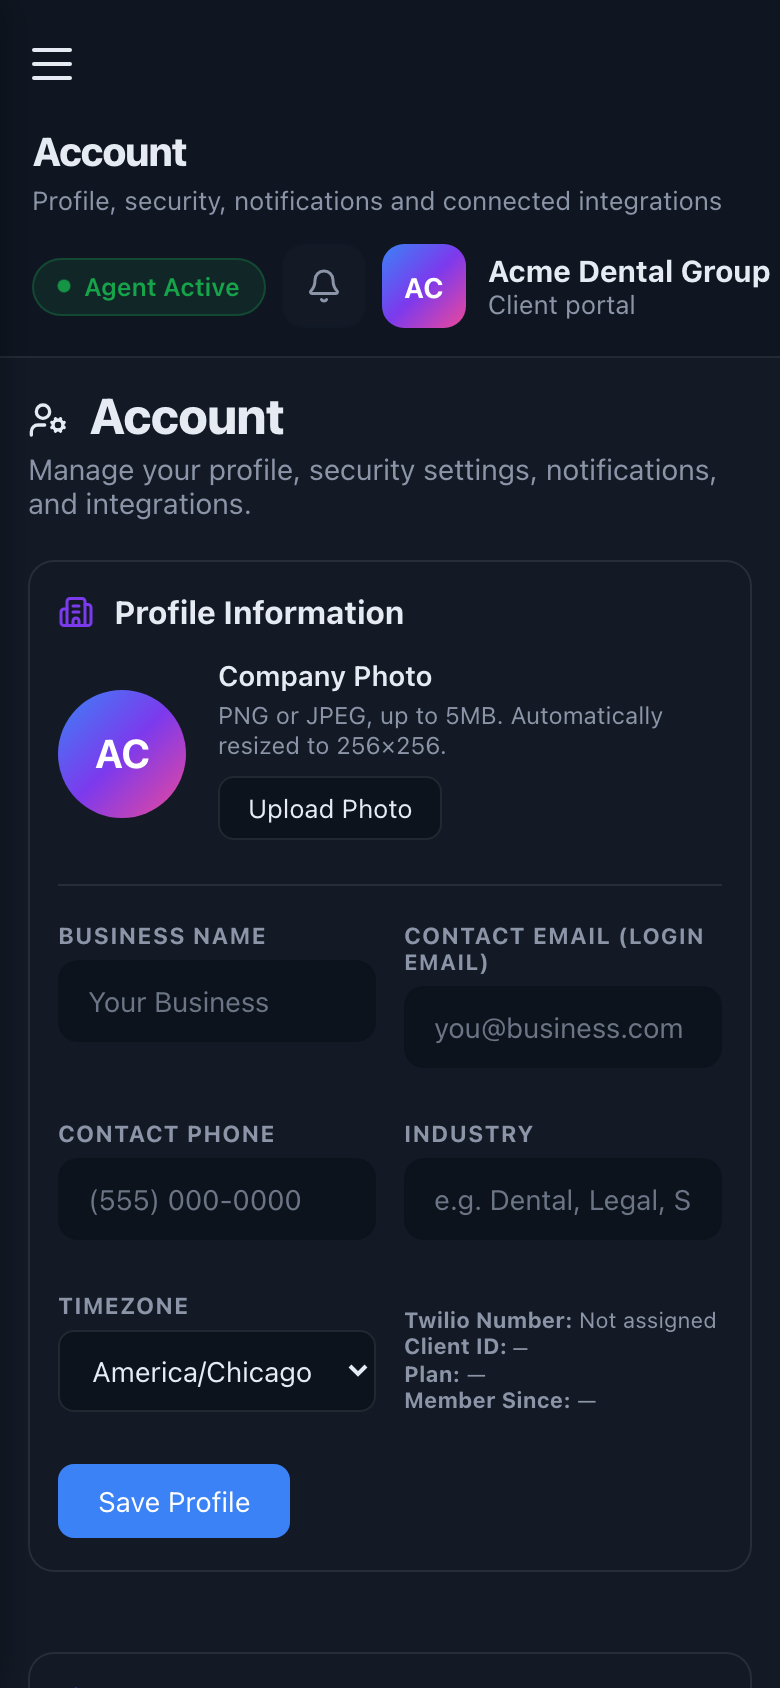 Account
Profile, security, notifications and connected integrations
Agent Active
AC
Acme Dental Group
Client portal
Account
Manage your profile, security settings, notifications,
and integrations.
Profile Information
AC
Company Photo
PNG or JPEG, up to 5MB. Automatically
resized to 256×256.
Upload Photo
BUSINESS NAME
Your Business
CONTACT EMAIL (LOGIN
EMAIL)
you@business.com
CONTACT PHONE
(555) 000-0000
INDUSTRY
e.g. Dental, Legal, S
TIMEZONE
America/Chicago
Twilio Number: Not assigned
Client ID: —
Plan: —
Member Since: —
Save Profile